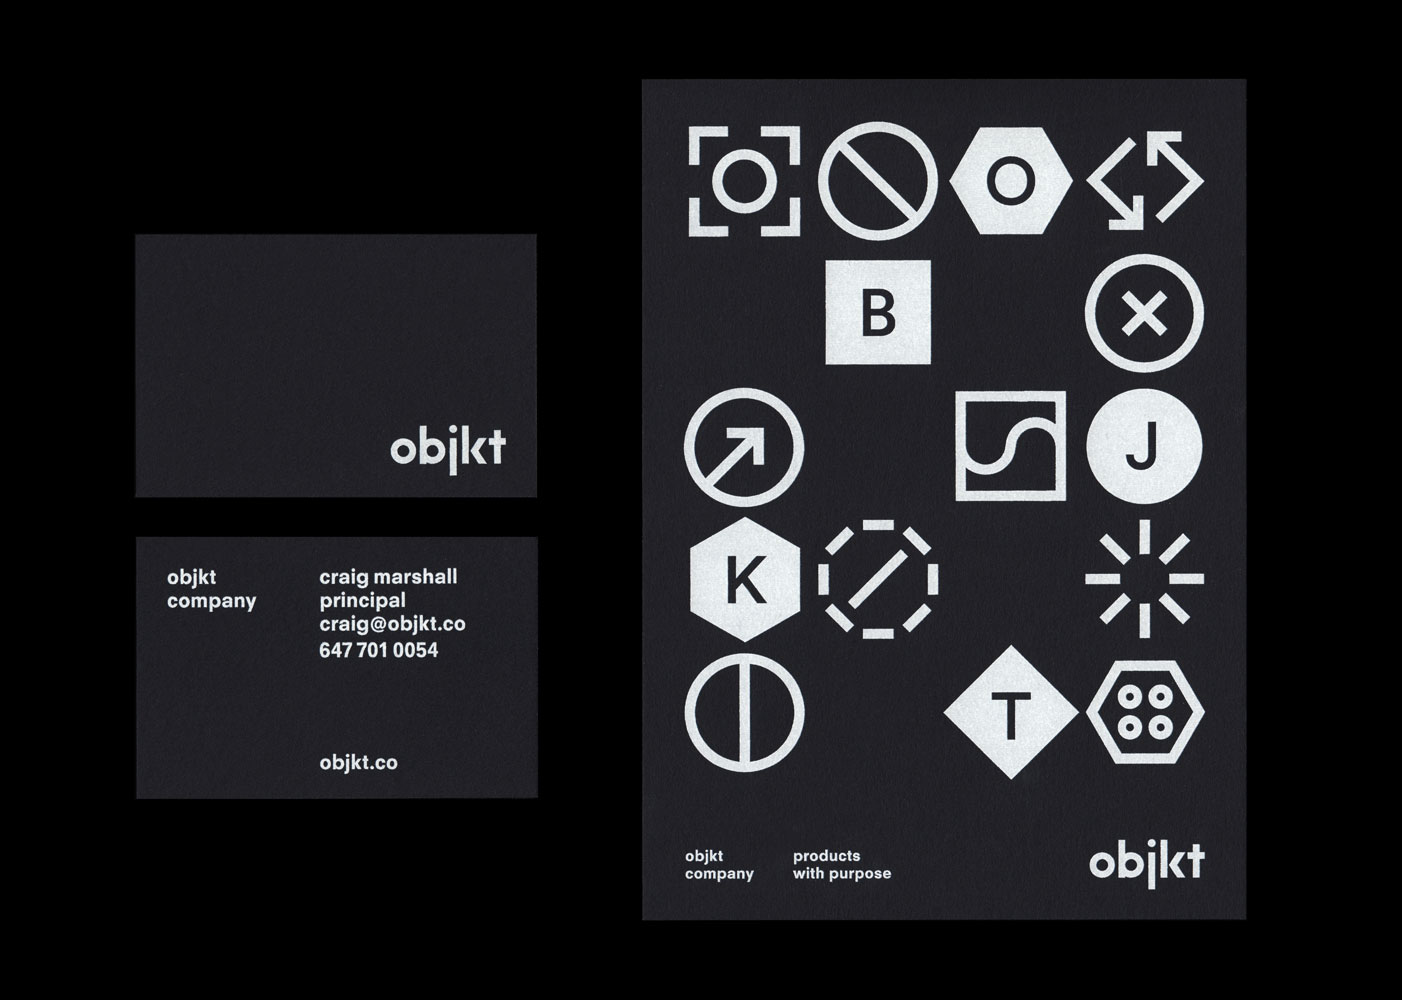 objkt
objkt
company
craig marshall
principal
craig@objkt.co
647 701 0054
objkt.co
O
B
J
K
T
objkt
company
products
with purpose
objkt